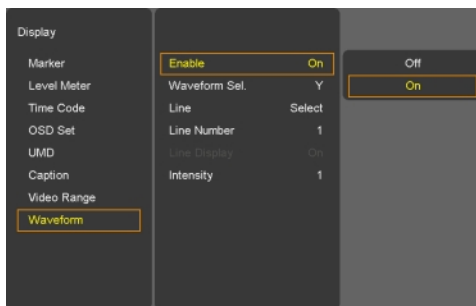 Display
Marker
Level Meter
Time Code
OSD Set
UMD
Caption
Video Range
Waveform
Enable On
Waveform Sel. Y
Line Select
Line Number 1
Line Display On
Intensity 1
Off
On